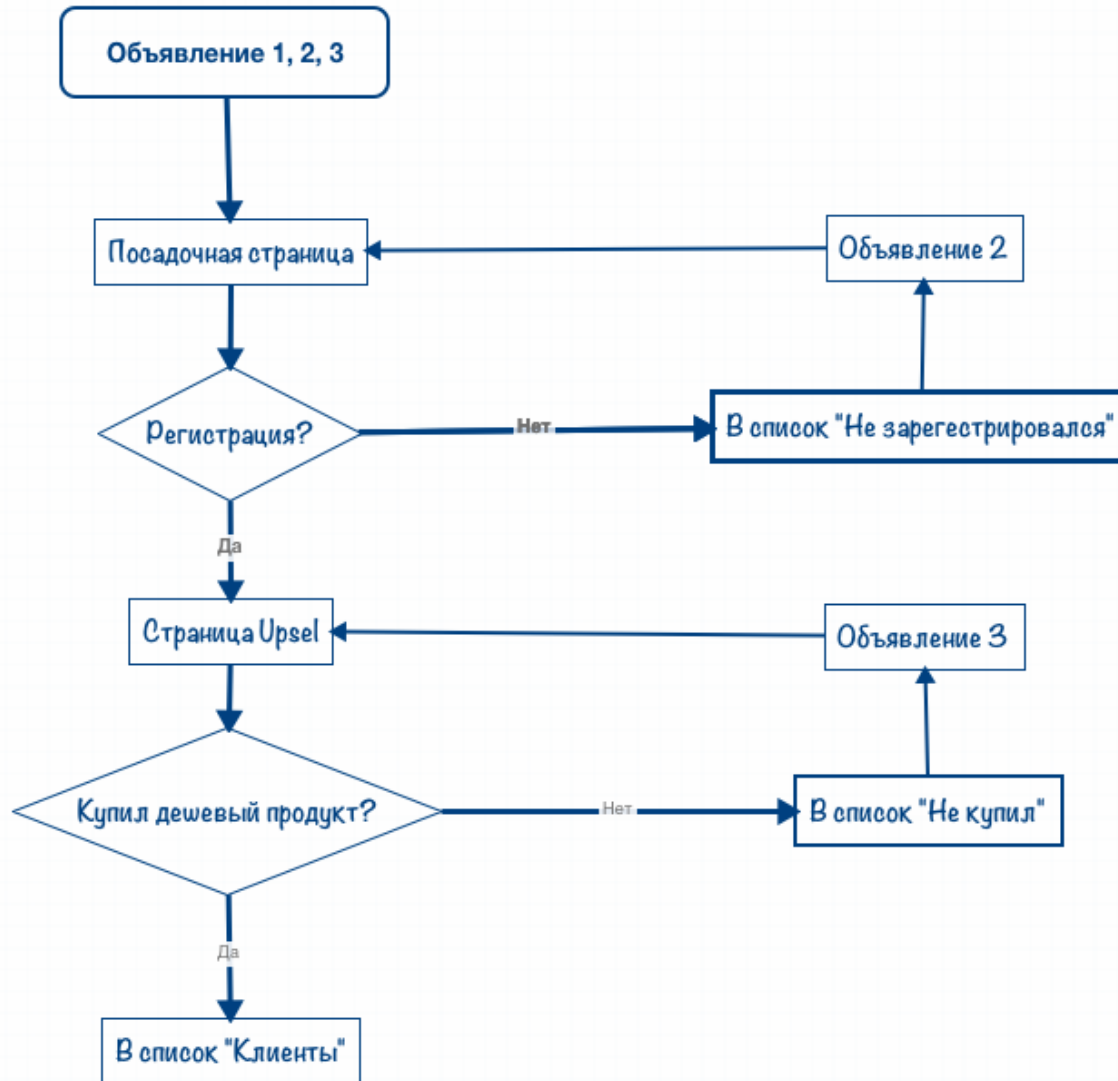 Объявление 1, 2, 3
Посадочная страница
Объявление 2
Регистрация?
Нет
В список "Не зарегестрировался"
Да
Страница Upsel
Объявление 3
Купил дешевый продукт?
Нет
В список "Не купил"
Да
В список "Клиенты"